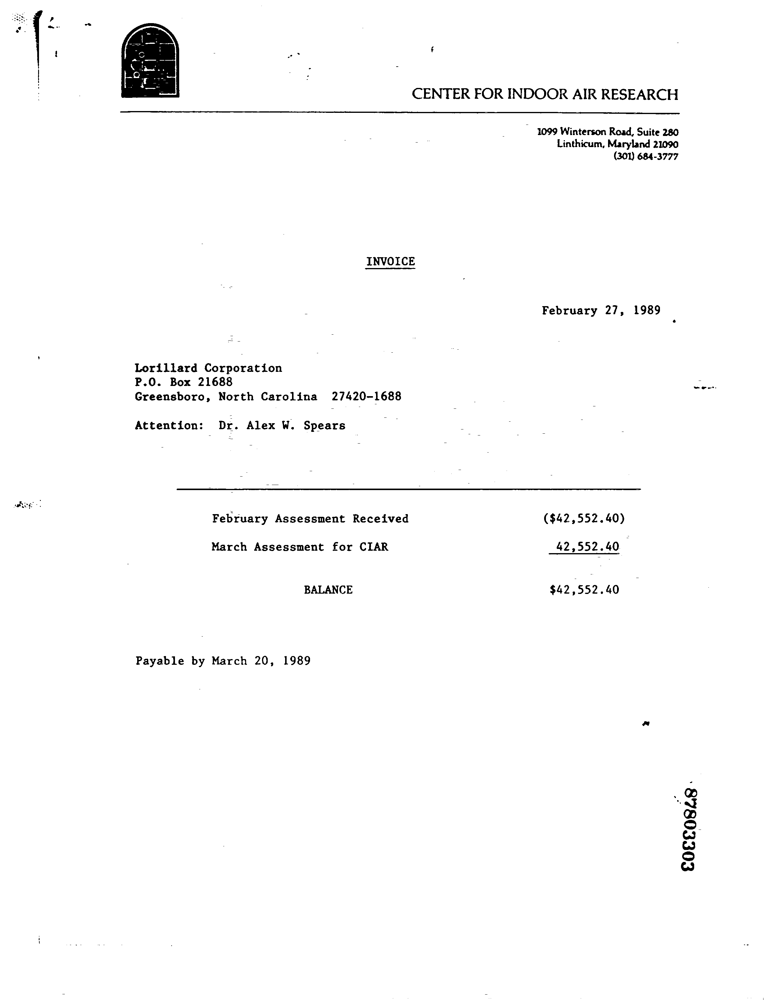 CENTER FOR INDOOR AIR RESEARCH
1099 Winterson Road, Suite 280
Linthicum, Maryland 21090
(301) 684-3777
INVOICE
February 27, 1989
Lorillard Corporation
P.O. Box 21688
Greensboro, North Carolina 27420-1688
Attention: Dr. Alex W. Spears
February Assessment Received ($42,552.40)
March Assessment for CIAR 42,552.40
BALANCE $42,552.40
Payable by March 20, 1989
87803303